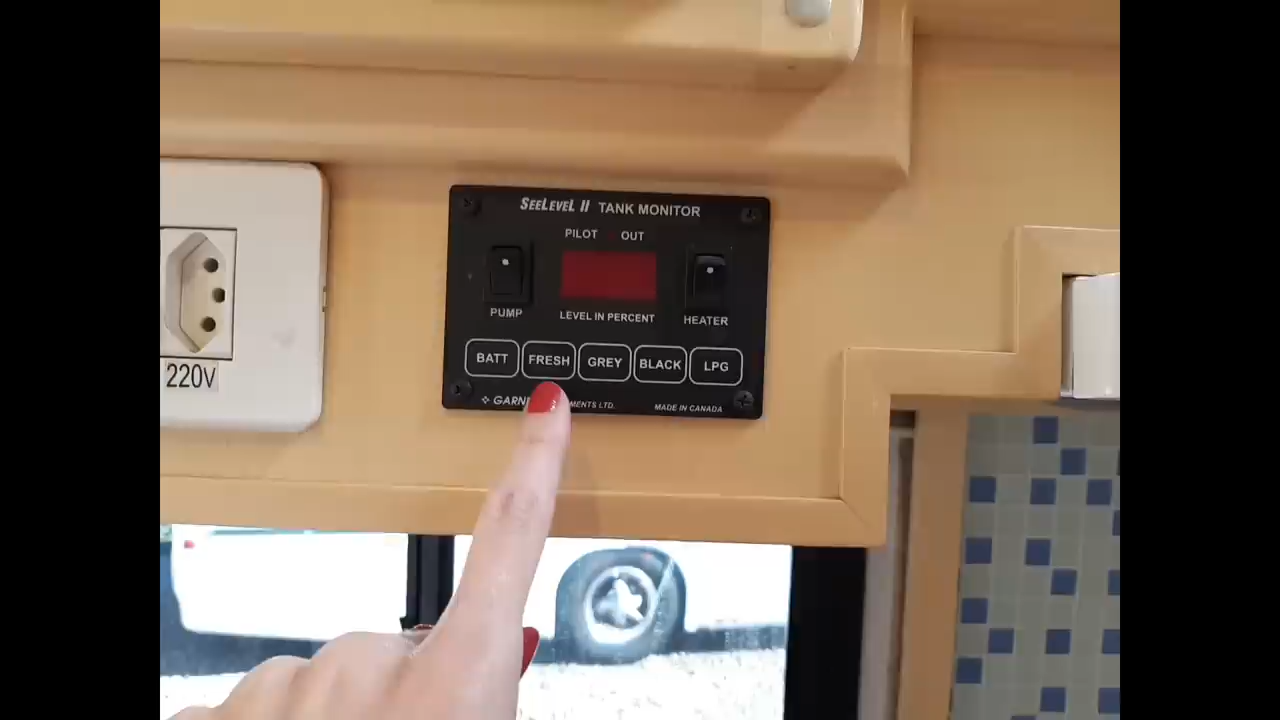 SEELEVEL II TANK MONITOR
PILOT OUT
PUMP
LEVEL IN PERCENT
HEATER
BATT FRESH GREY BLACK LPG
LTD. MADE IN CANADA
220V